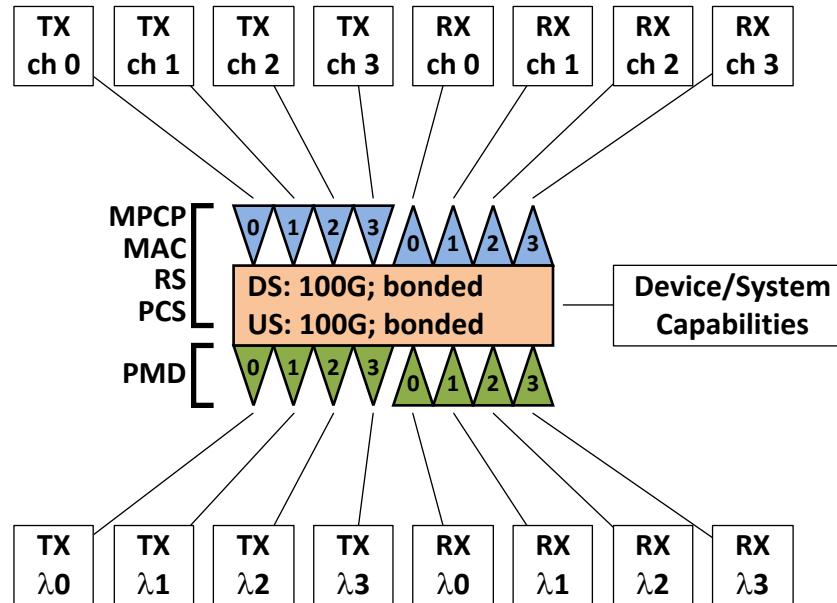 TX TX TX TX RX RX RX RX
ch 0 ch 1 ch 2 ch 3 ch 0 ch 1 ch 2 ch 3
MPCP
MAC
RS
PCS
0 1 2 3 0 1 2 3
DS: 100G; bonded
US: 100G; bonded
Device/System
Capabilities
PMD
0 1 2 3 0 1 2 3
TX TX TX TX RX RX RX RX
λ0 λ1 λ2 λ3 λ0 λ1 λ2 λ3